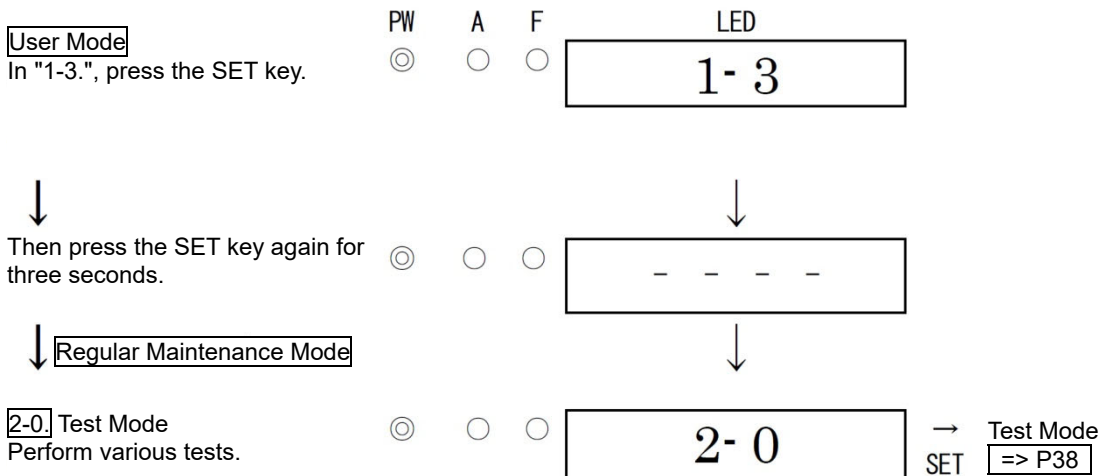 PW A F LED
User Mode
In "1-3.", press the SET key.
1- 3
↓ ↓
Then press the SET key again for
three seconds.
- - - -
↓ Regular Maintenance Mode ↓
2-0. Test Mode
Perform various tests.
2- 0
→ Test Mode
SET => P38